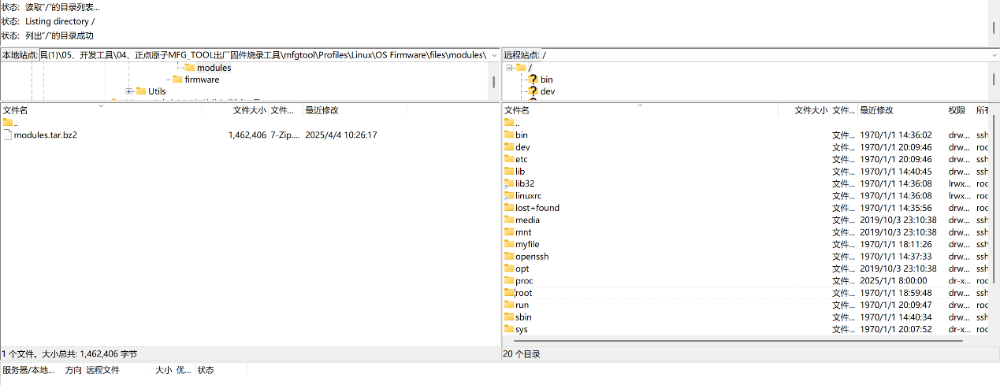 状态: 读取"/"的目录列表...
状态: Listing directory /
状态: 列出"/"的目录成功
本地站点: 具(1)\05、开发工具\04、正点原子MFG_TOOL出厂固件烧录工具\mfgtool\Profiles\Linux\OS Firmware\files\modules\
modules
firmware
Utils
文件名 文件大小 文件... 最近修改
..
modules.tar.bz2 1,462,406 7-Zip.... 2025/4/4 10:26:17
1 个文件。大小总共: 1,462,406 字节
远程站点: /
/
bin
dev
文件名 文件大小 文件... 最近修改 权限 所有
..
bin 文件... 1970/1/1 14:36:02 drw... ssh
dev 文件... 1970/1/1 20:09:46 drw... roc
etc 文件... 1970/1/1 20:09:46 drw... ssh
lib 文件... 1970/1/1 14:40:45 drw... ssh
lib32 文件... 1970/1/1 14:36:08 lrwx... roc
linuxrc 文件... 1970/1/1 14:36:08 lrwx... roc
lost+found 文件... 1970/1/1 14:35:56 drw... roc
media 文件... 2019/10/3 23:10:38 drw... ssh
mnt 文件... 2019/10/3 23:10:38 drw... ssh
myfile 文件... 1970/1/1 18:11:26 drw... ssh
openssh 文件... 1970/1/1 14:37:33 drw... ssh
opt 文件... 2019/10/3 23:10:38 drw... ssh
proc 文件... 2025/1/1 8:00:00 dr-x... roc
root 文件... 1970/1/1 18:59:48 drw... ssh
run 文件... 1970/1/1 20:09:47 drw... roc
sbin 文件... 1970/1/1 14:40:34 drw... ssh
sys 文件... 1970/1/1 20:07:52 dr-x... roc
20 个目录
服务器/本地... 方向 远程文件 大小 优... 状态